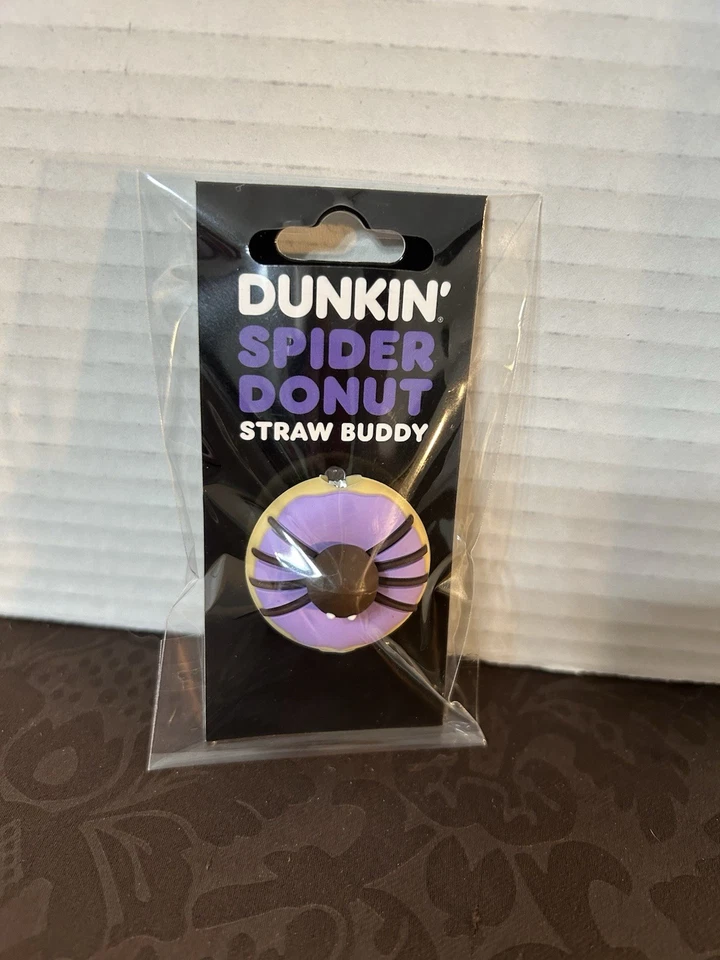 DUNKIN'
SPIDER
DONUT
STRAW BUDDY